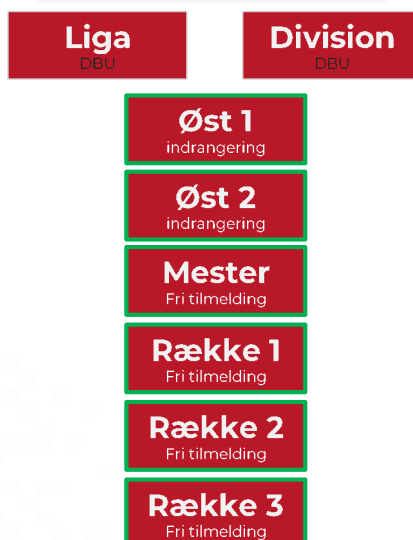 Liga
DBU
Division
DBU
Øst 1
indrangering
Øst 2
indrangering
Mester
Fri tilmelding
Række 1
Fri tilmelding
Række 2
Fri tilmelding
Række 3
Fri tilmelding